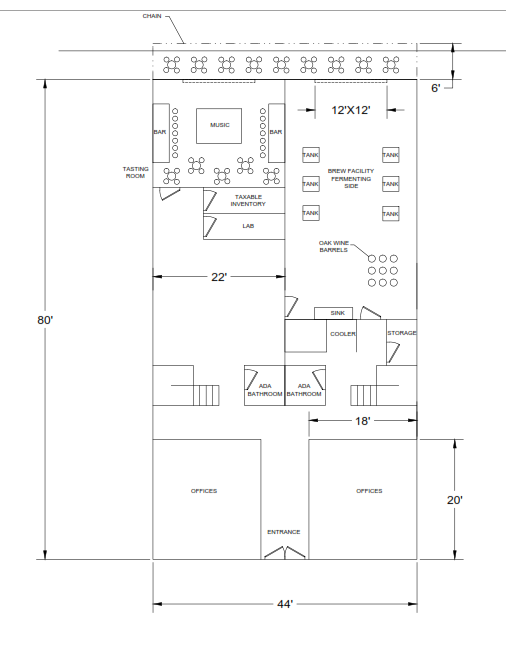 CHAIN
6'
12'X12'
MUSIC
BAR
BAR
TANK
TANK
TASTING
ROOM
BREW FACILITY
FERMENTING
SIDE
TANK
TANK
TAXABLE
INVENTORY
TANK
TANK
LAB
OAK WINE
BARRELS
22'
80'
SINK
COOLER
STORAGE
ADA
BATHROOM
ADA
BATHROOM
18'
OFFICES
OFFICES
20'
ENTRANCE
44'